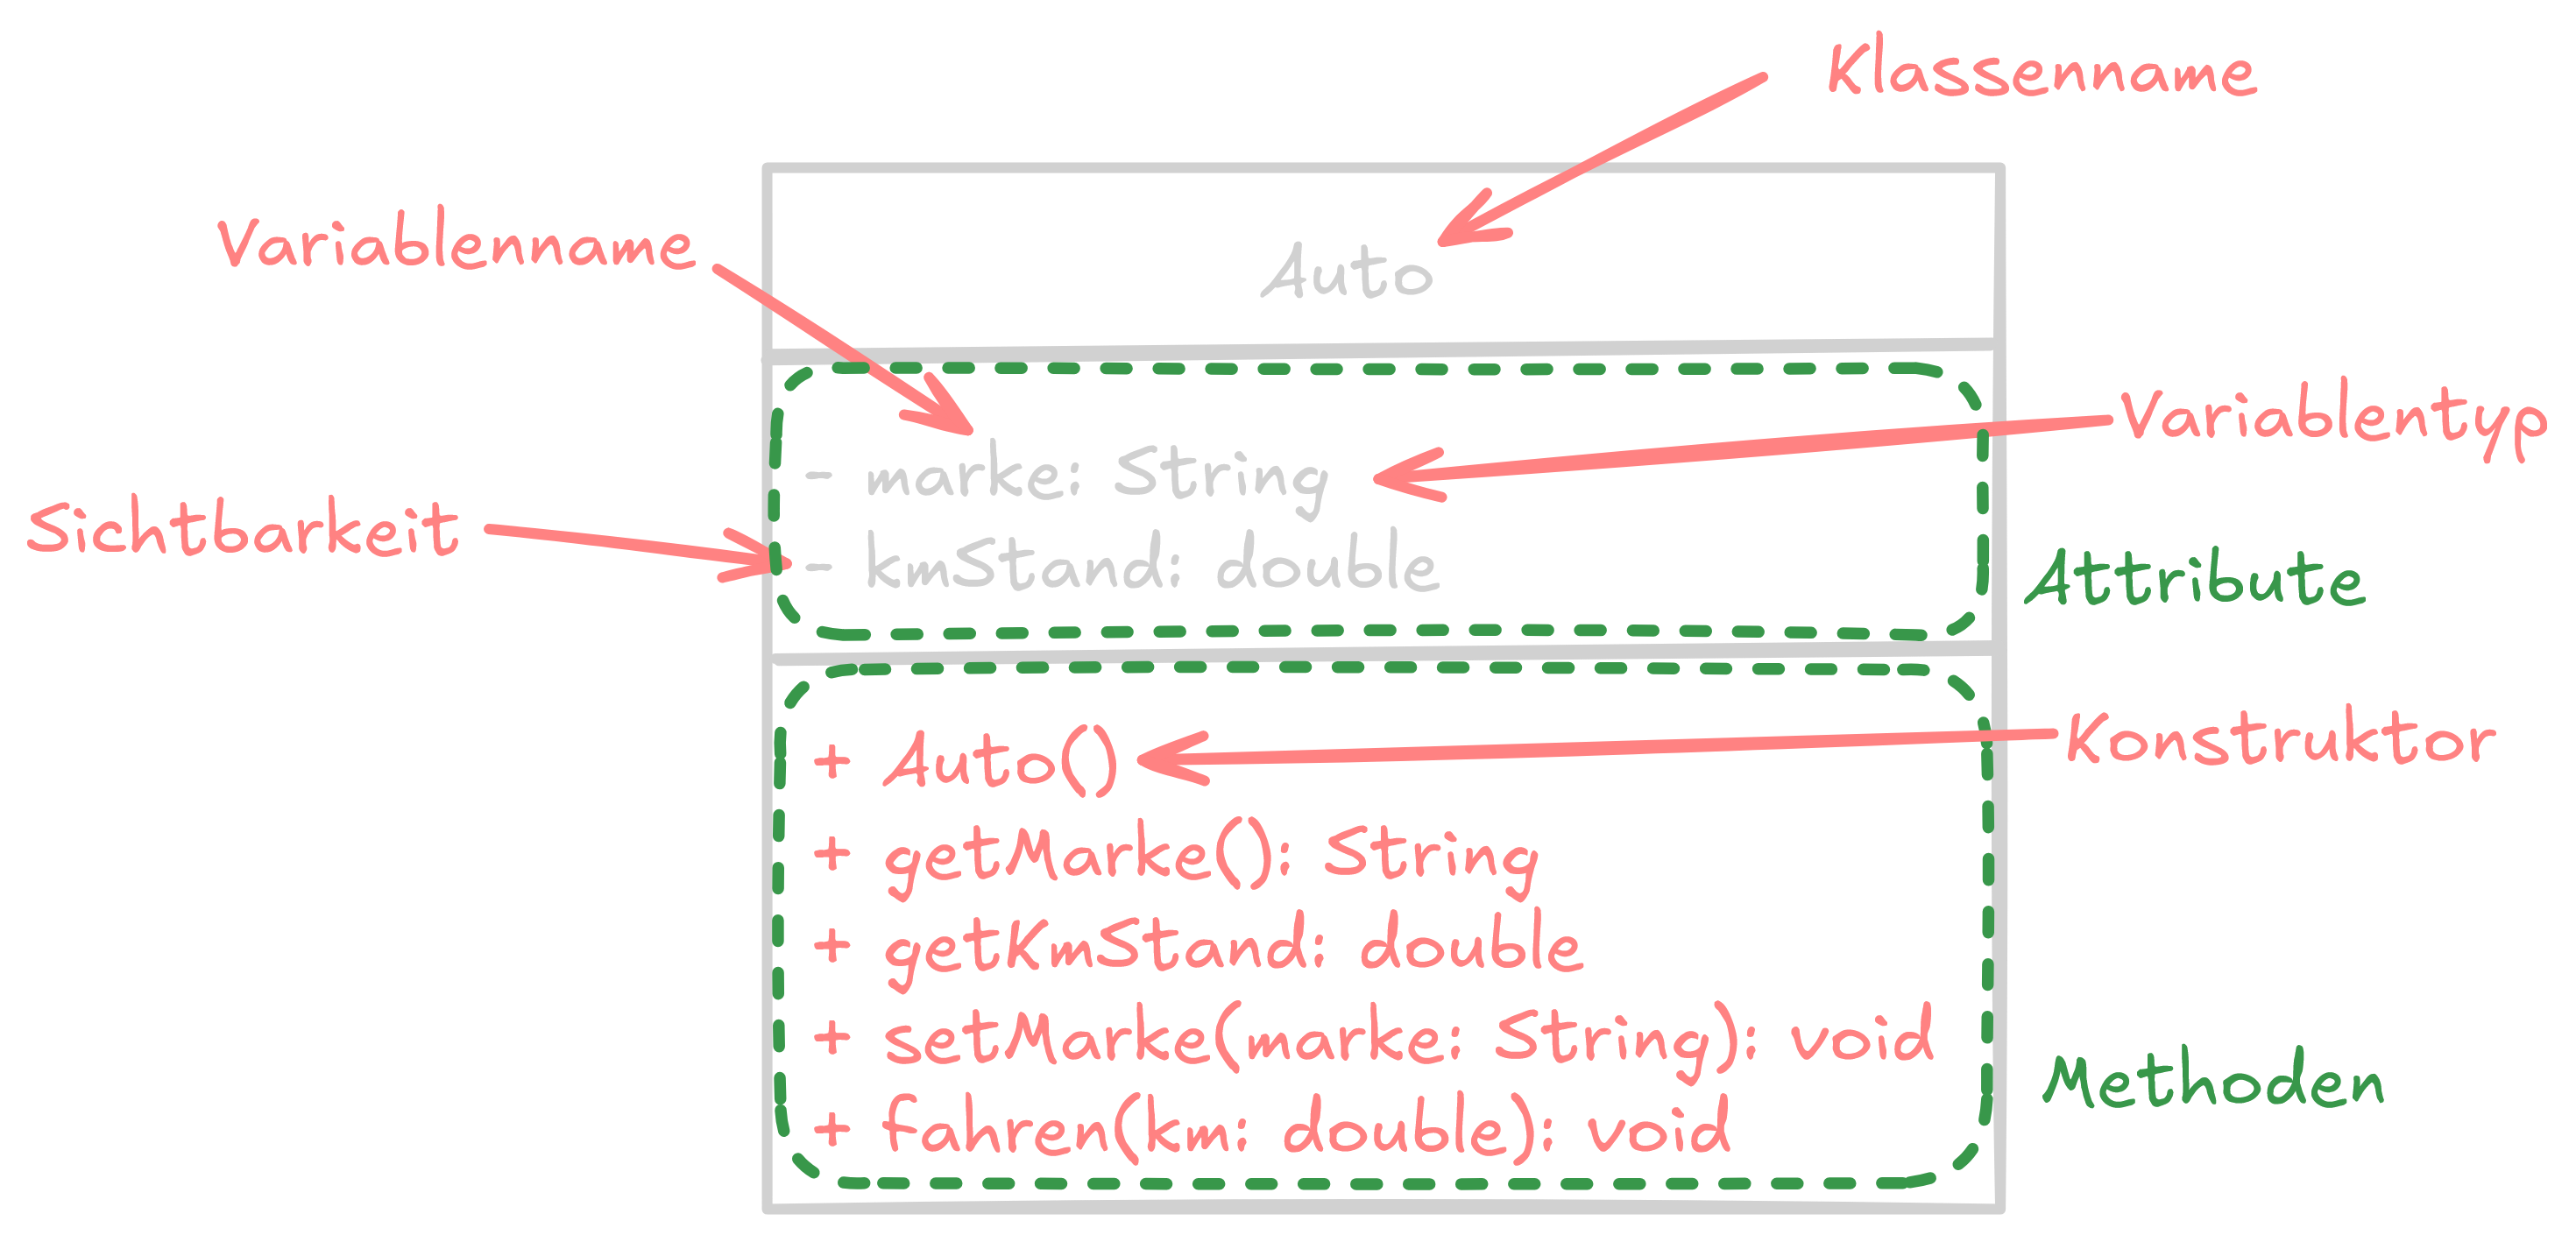 Klassenname
Variablenname
Auto
Variablentyp
- marke: String
Sichtbarkeit
- kmStand: double
Attribute
+ Auto()
Konstruktor
+ getMarke(): String
+ getKmStand: double
+ setMarke(marke: String): void
Methoden
+ fahren(km: double): void